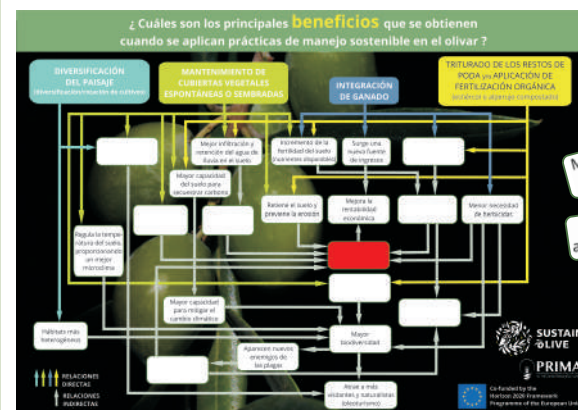 ¿ Cuáles son los principales beneficios que se obtienen
cuando se aplican prácticas de manejo sostenible en el olivar ?
DIVERSIFICACIÓN
DEL PAISAJE
(diversificación/rotación de cultivos)
MANTENIMIENTO DE
CUBIERTAS VEGETALES
ESPONTÁNEAS O SEMBRADAS
INTEGRACIÓN
DE GANADO
TRITURADO DE LOS RESTOS DE
PODA y/o APLICACIÓN DE
FERTILIZACIÓN ORGÁNICA
Mejor infiltración y
retención del agua de
lluvia en el suelo
Incremento de la
fertilidad del suelo
(nutrientes disponibles)
Surge una
nueva fuente
de ingresos
Mayor capacidad
del suelo para
secuestrar carbono
Retiene el suelo y
previene la erosión
Mejora la
rentabilidad
económica
Menor necesidad
de herbicidas
Regula la tempe-
ratura del suelo,
proporcionando
un mejor
microclima
Mayor capacidad
para mitigar el
cambio climático
Hábitats más
heterogéneos
Mayor
biodiversidad
Aparecen nuevos
enemigos de
las plagas
Atrae a más
visitantes y naturalistas
(oleoturismo)
RELACIONES
DIRECTAS
RELACIONES
INDIRECTAS
SUSTAIN
OLIVE
PRIMA
Co-funded by the
Horizon 2020 Framework
Programme of the European Uni